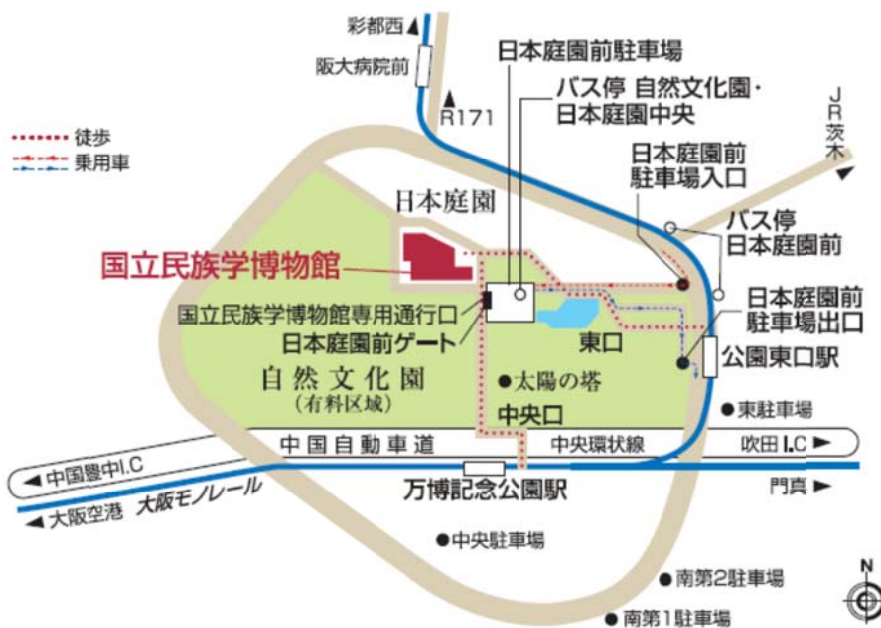 彩都西
阪大病院前
R171
日本庭園前駐車場
バス停 自然文化園・
日本庭園中央
JR茨木
徒歩
乗用車
日本庭園前
駐車場入口
日本庭園
バス停
日本庭園前
国立民族学博物館
国立民族学博物館専用通行口
日本庭園前ゲート
日本庭園前
駐車場出口
東口
公園東口駅
自然文化園
(有料区域)
太陽の塔
中央口
東駐車場
中国自動車道
中央環状線
吹田I.C
中国豊中I.C
大阪空港 大阪モノレール
万博記念公園駅
門真
中央駐車場
南第2駐車場
南第1駐車場
N